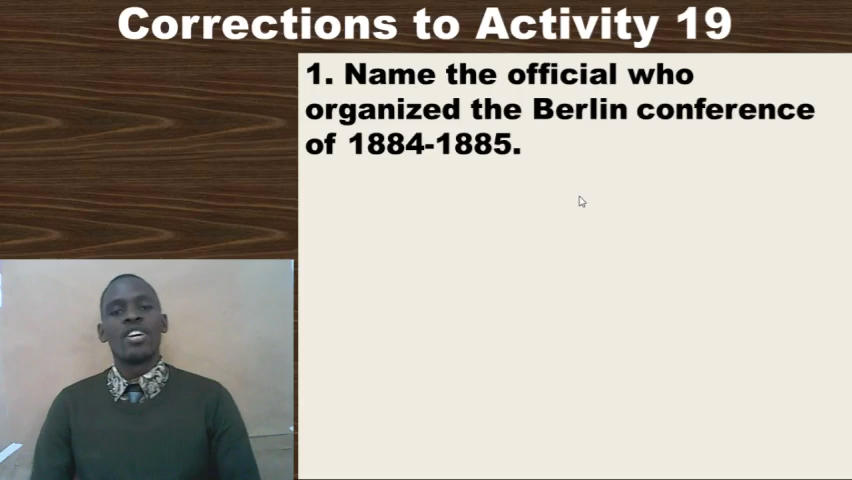 Corrections to Activity 19
1. Name the official who
organized the Berlin conference
of 1884-1885.